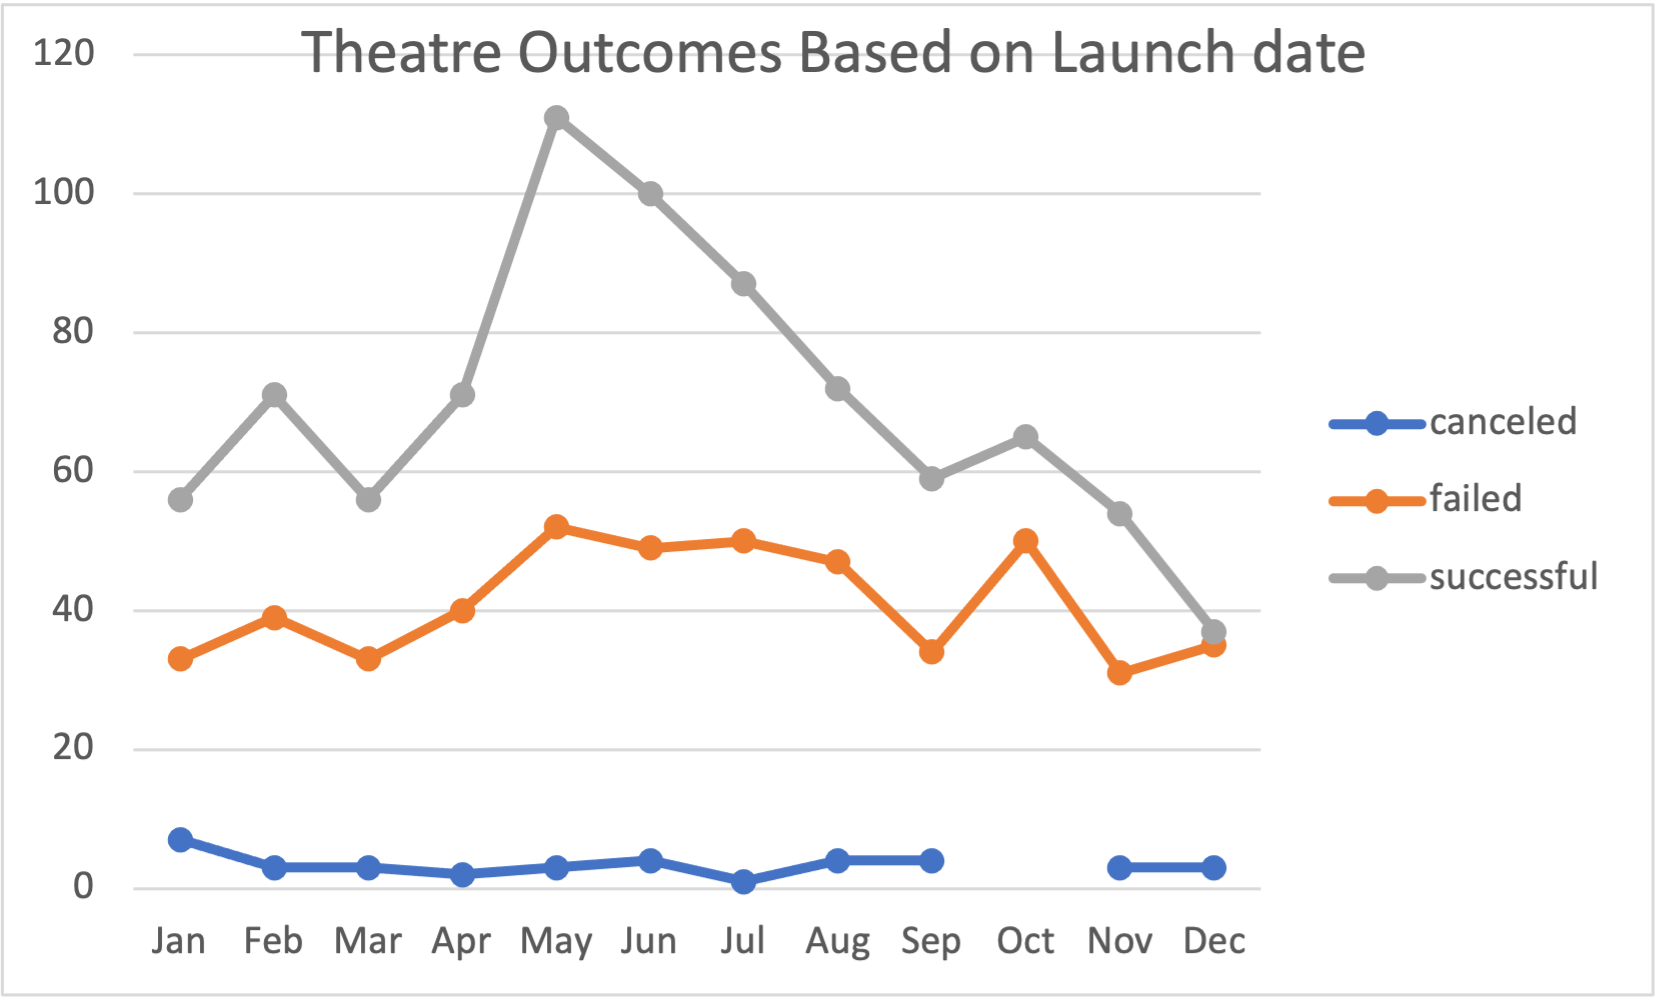 Theatre Outcomes Based on Launch date
120
100
80
60
40
20
0
Jan Feb Mar Apr May Jun Jul Aug Sep Oct Nov Dec
canceled
failed
successful